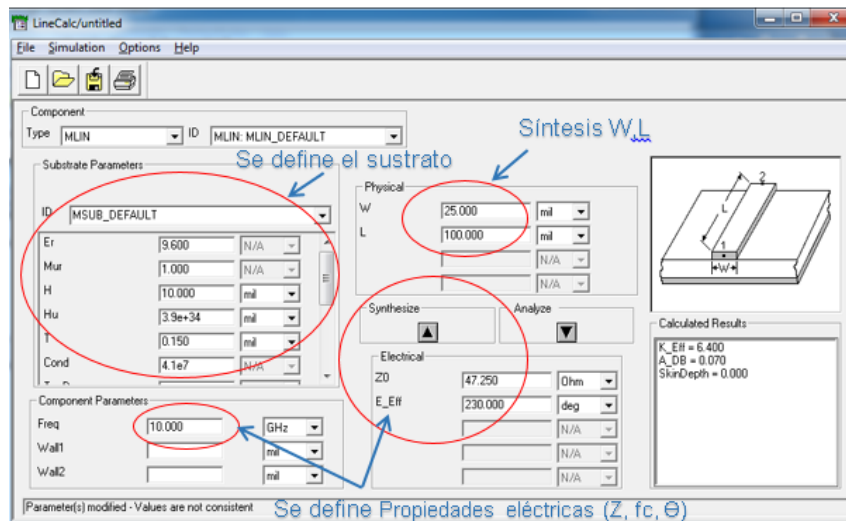 LineCalc/untitled
File Simulation Options Help
Component
Type MLIN ID MLIN: MLIN_DEFAULT
Síntesis W,L
Se define el sustrato
Substrate Parameters
ID MSUB_DEFAULT
Er 9.600 N/A
Mur 1.000 N/A
H 10.000 mil
Hu 3.9e+34 mil
T 0.150 mil
Cond 4.1e7 N/A
Physical
W 25.000 mil
L 100.000 mil
N/A
N/A
Synthesize Analyze
Electrical
Z0 47.250 Ohm
E_Eff 230.000 deg
N/A
N/A
N/A
2
L
1
W
Calculated Results
K_Eff = 6.400
A_DB = 0.070
SkinDepth = 0.000
Component Parameters
Freq 10.000 GHz
Wall1 mil
Wall2 mil
Parameter(s) modified - Values are not consistent
Se define Propiedades eléctricas (Z, fc, Θ)